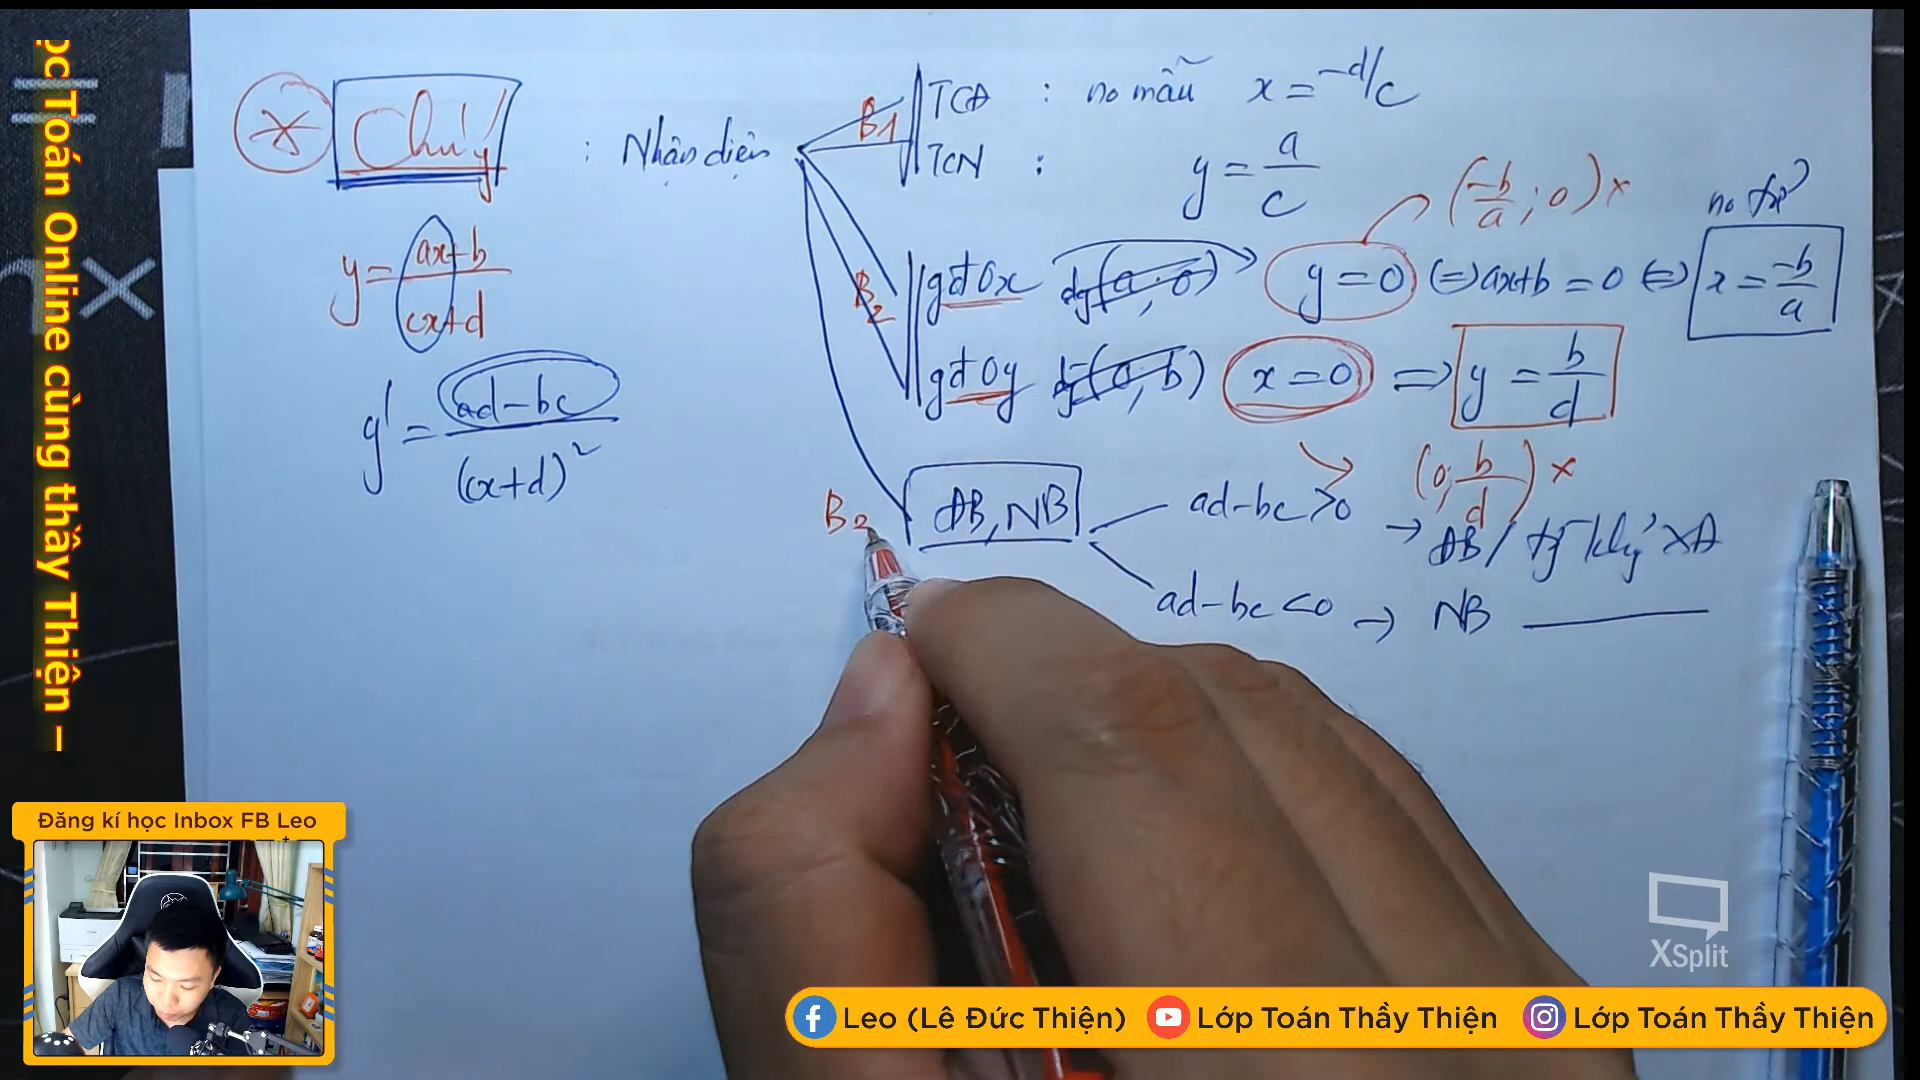 ọc Toán Online cùng thầy Thiện –
* Chú ý : Nhận diện
B1 TCĐ : no mẫu x = -d/c
TCN : y = a/c
y = ax+b / cx+d
y' = ad-bc / (cx+d)²
B2 gđ Ox y = 0 ⇔ ax+b = 0 ⇔ x = -b/a
(-b/a ; 0) x
no tử
gđ Oy x = 0 ⇒ y = b/d
(0; b/d) x
B3 ĐB, NB
ad-bc > 0 → ĐB / từng khoảng XĐ
ad-bc < 0 → NB
Đăng kí học Inbox FB Leo
XSplit
Leo (Lê Đức Thiện) Lớp Toán Thầy Thiện Lớp Toán Thầy Thiện